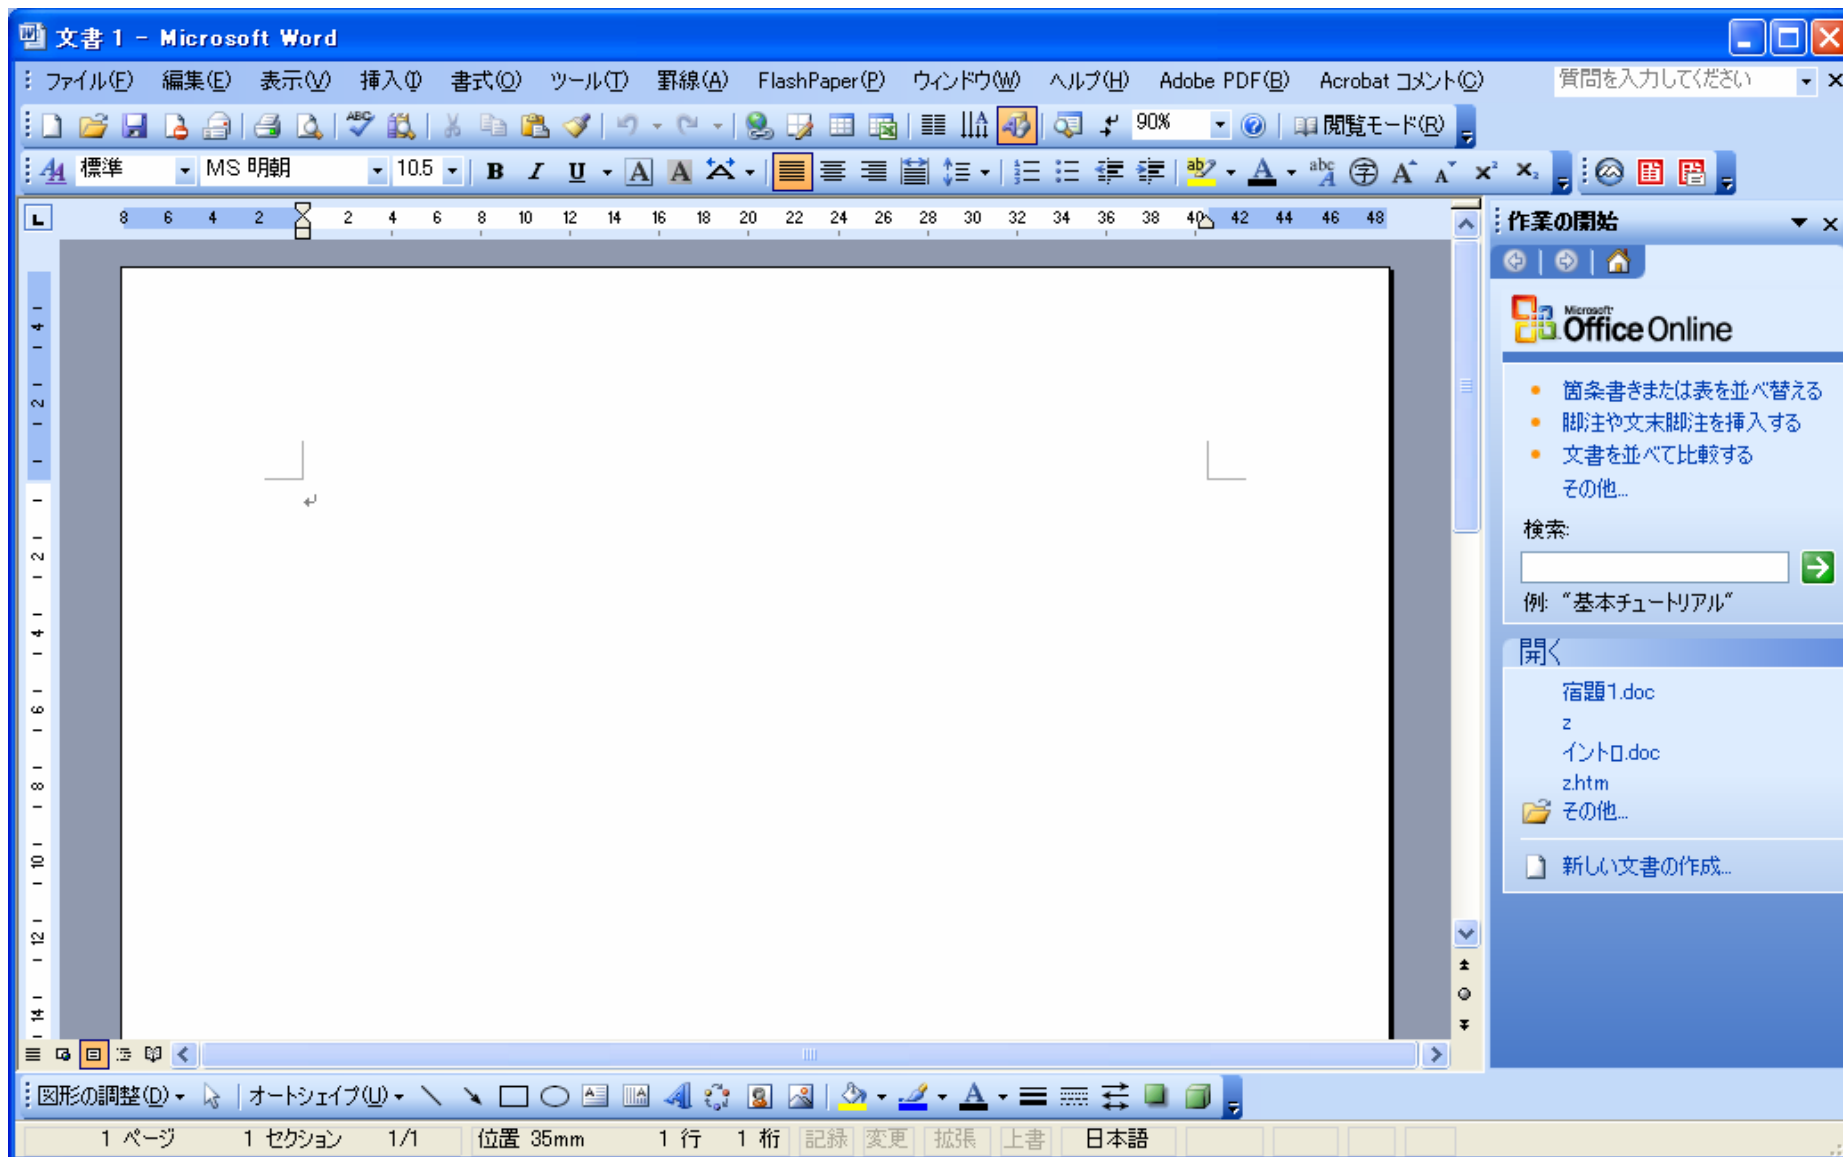 文書 1 - Microsoft Word
ファイル(F) 編集(E) 表示(V) 挿入(I) 書式(O) ツール(T) 罫線(A) FlashPaper(P) ウィンドウ(W) ヘルプ(H) Adobe PDF(B) Acrobat コメント(C) 質問を入力してください
90% 閲覧モード(R)
標準 MS 明朝 10.5 B I U A A
8 6 4 2 2 4 6 8 10 12 14 16 18 20 22 24 26 28 30 32 34 36 38 40 42 44 46 48
4
2
2
4
6
8
10
12
14
作業の開始
Microsoft
Office Online
箇条書きまたは表を並べ替える
脚注や文末脚注を挿入する
文書を並べて比較する
その他...
検索:
例: "基本チュートリアル"
開く
宿題1.doc
z
イントロ.doc
z.htm
その他...
新しい文書の作成...
図形の調整(D) オートシェイプ(U)
1 ページ 1 セクション 1/1 位置 35mm 1 行 1 桁 記録 変更 拡張 上書 日本語